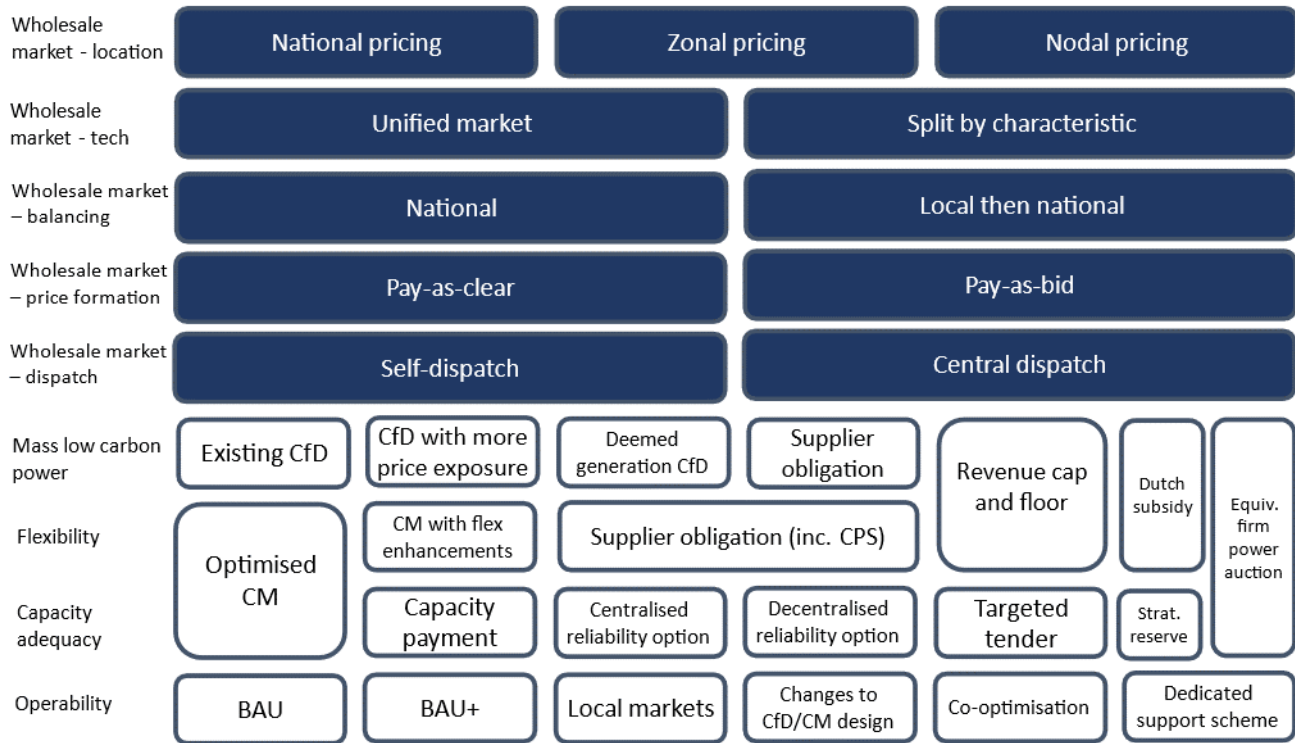 Wholesale
market - location
National pricing
Zonal pricing
Nodal pricing
Wholesale
market - tech
Unified market
Split by characteristic
Wholesale market
– balancing
National
Local then national
Wholesale market
– price formation
Pay-as-clear
Pay-as-bid
Wholesale market
– dispatch
Self-dispatch
Central dispatch
Mass low carbon
power
Existing CfD
CfD with more
price exposure
Deemed
generation CfD
Supplier
obligation
Revenue cap
and floor
Dutch
subsidy
Equiv.
firm
power
auction
Flexibility
Optimised
CM
CM with flex
enhancements
Supplier obligation (inc. CPS)
Capacity
adequacy
Capacity
payment
Centralised
reliability option
Decentralised
reliability option
Targeted
tender
Strat.
reserve
Operability
BAU
BAU+
Local markets
Changes to
CfD/CM design
Co-optimisation
Dedicated
support scheme